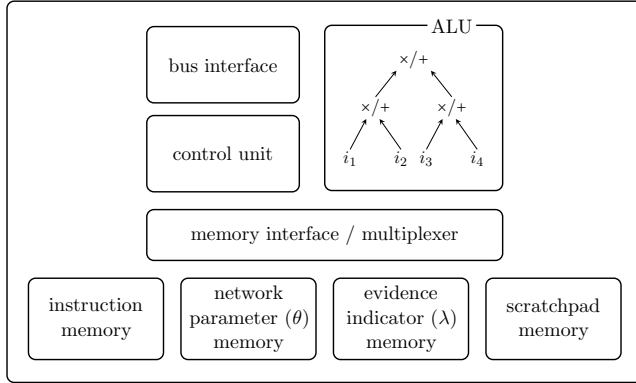 ALU
bus interface
×/+
×/+ ×/+
control unit
i₁ i₂ i₃ i₄
memory interface / multiplexer
instruction
memory
network
parameter (θ)
memory
evidence
indicator (λ)
memory
scratchpad
memory